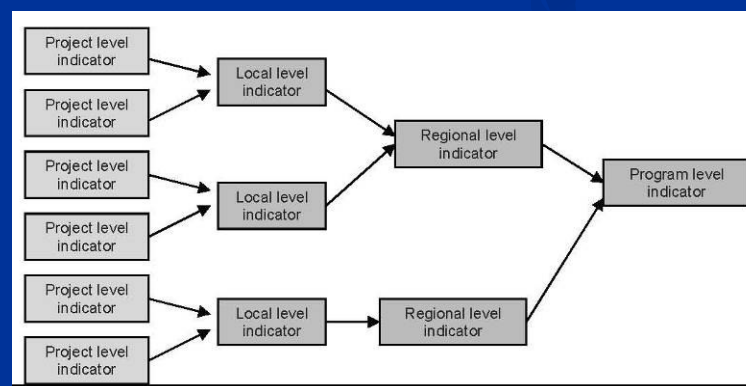 Project level
indicator
Project level
indicator
Project level
indicator
Project level
indicator
Project level
indicator
Project level
indicator
Local level
indicator
Local level
indicator
Local level
indicator
Regional level
indicator
Regional level
indicator
Program level
indicator